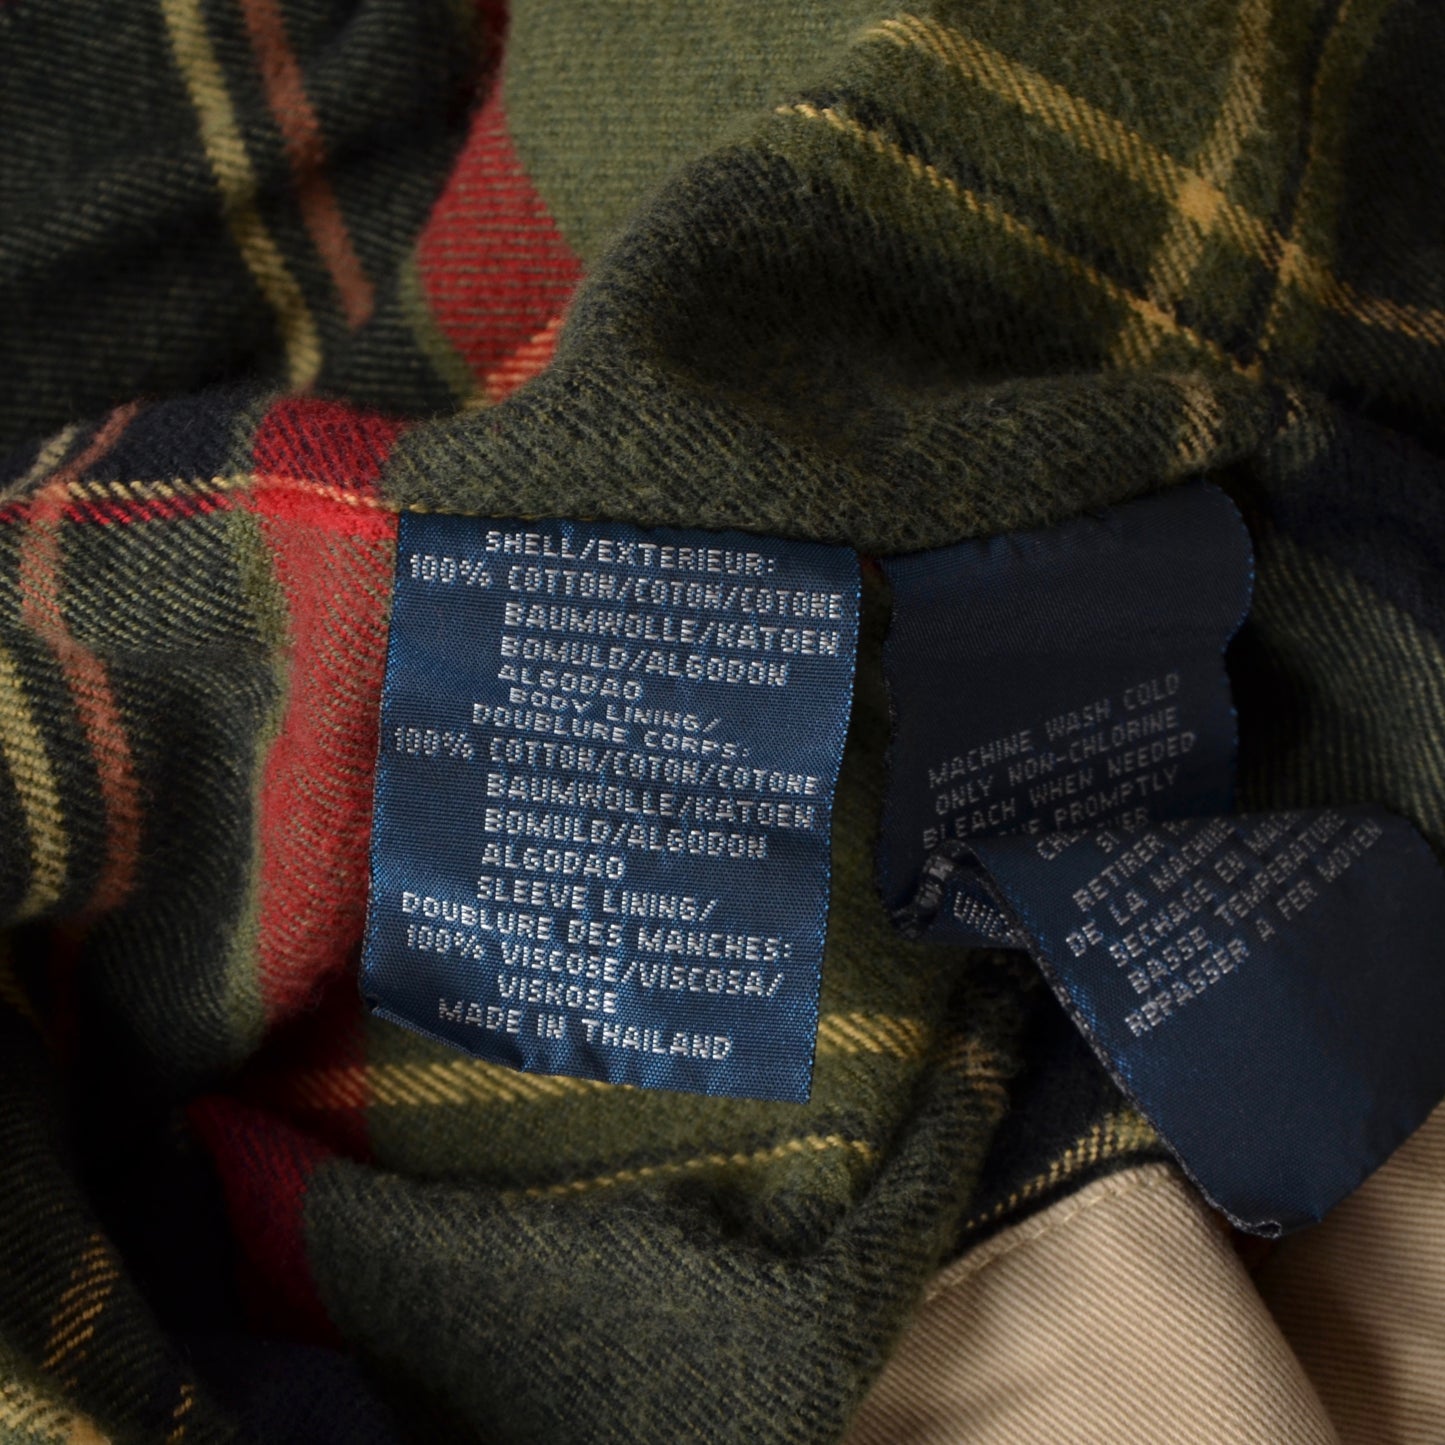 SHELL/EXTERIEUR:
100% COTTON/COTON/COTONE
BAUMWOLLE/KATOEN
BOMULD/ALGODON
ALGODAO
BODY LINING/
DOUBLURE CORPS:
100% COTTON/COTON/COTONE
BAUMWOLLE/KATOEN
BOMULD/ALGODON
ALGODAO
SLEEVE LINING/
DOUBLURE DES MANCHES:
100% VISCOSE/VISCOSA/
VISKOSE
MADE IN THAILAND
MACHINE WASH COLD
ONLY NON-CHLORINE
BLEACH WHEN NEEDED
PROMPTLY
RETIRER
DE LA MACHINE
SECHAGE EN
BASSE TEMPERATURE
REPASSER A FER MOYEN